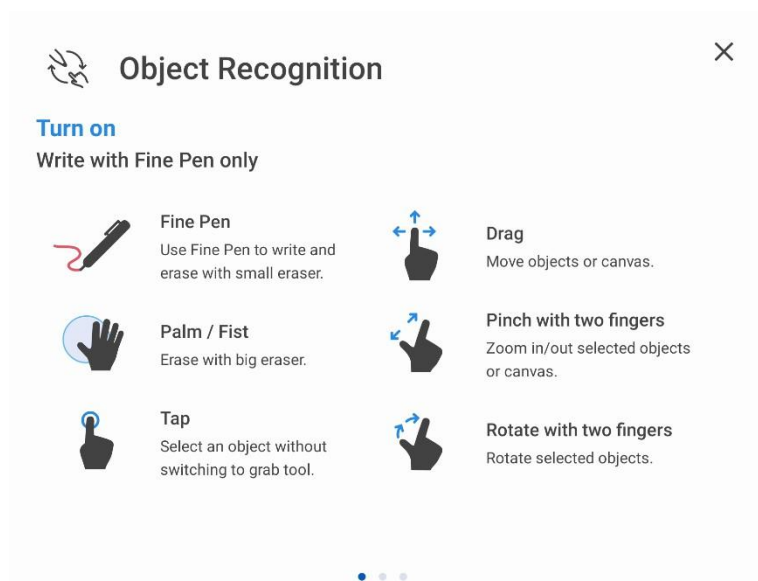 Object Recognition
Turn on
Write with Fine Pen only
Fine Pen
Use Fine Pen to write and
erase with small eraser.
Palm / Fist
Erase with big eraser.
Tap
Select an object without
switching to grab tool.
Drag
Move objects or canvas.
Pinch with two fingers
Zoom in/out selected objects
or canvas.
Rotate with two fingers
Rotate selected objects.